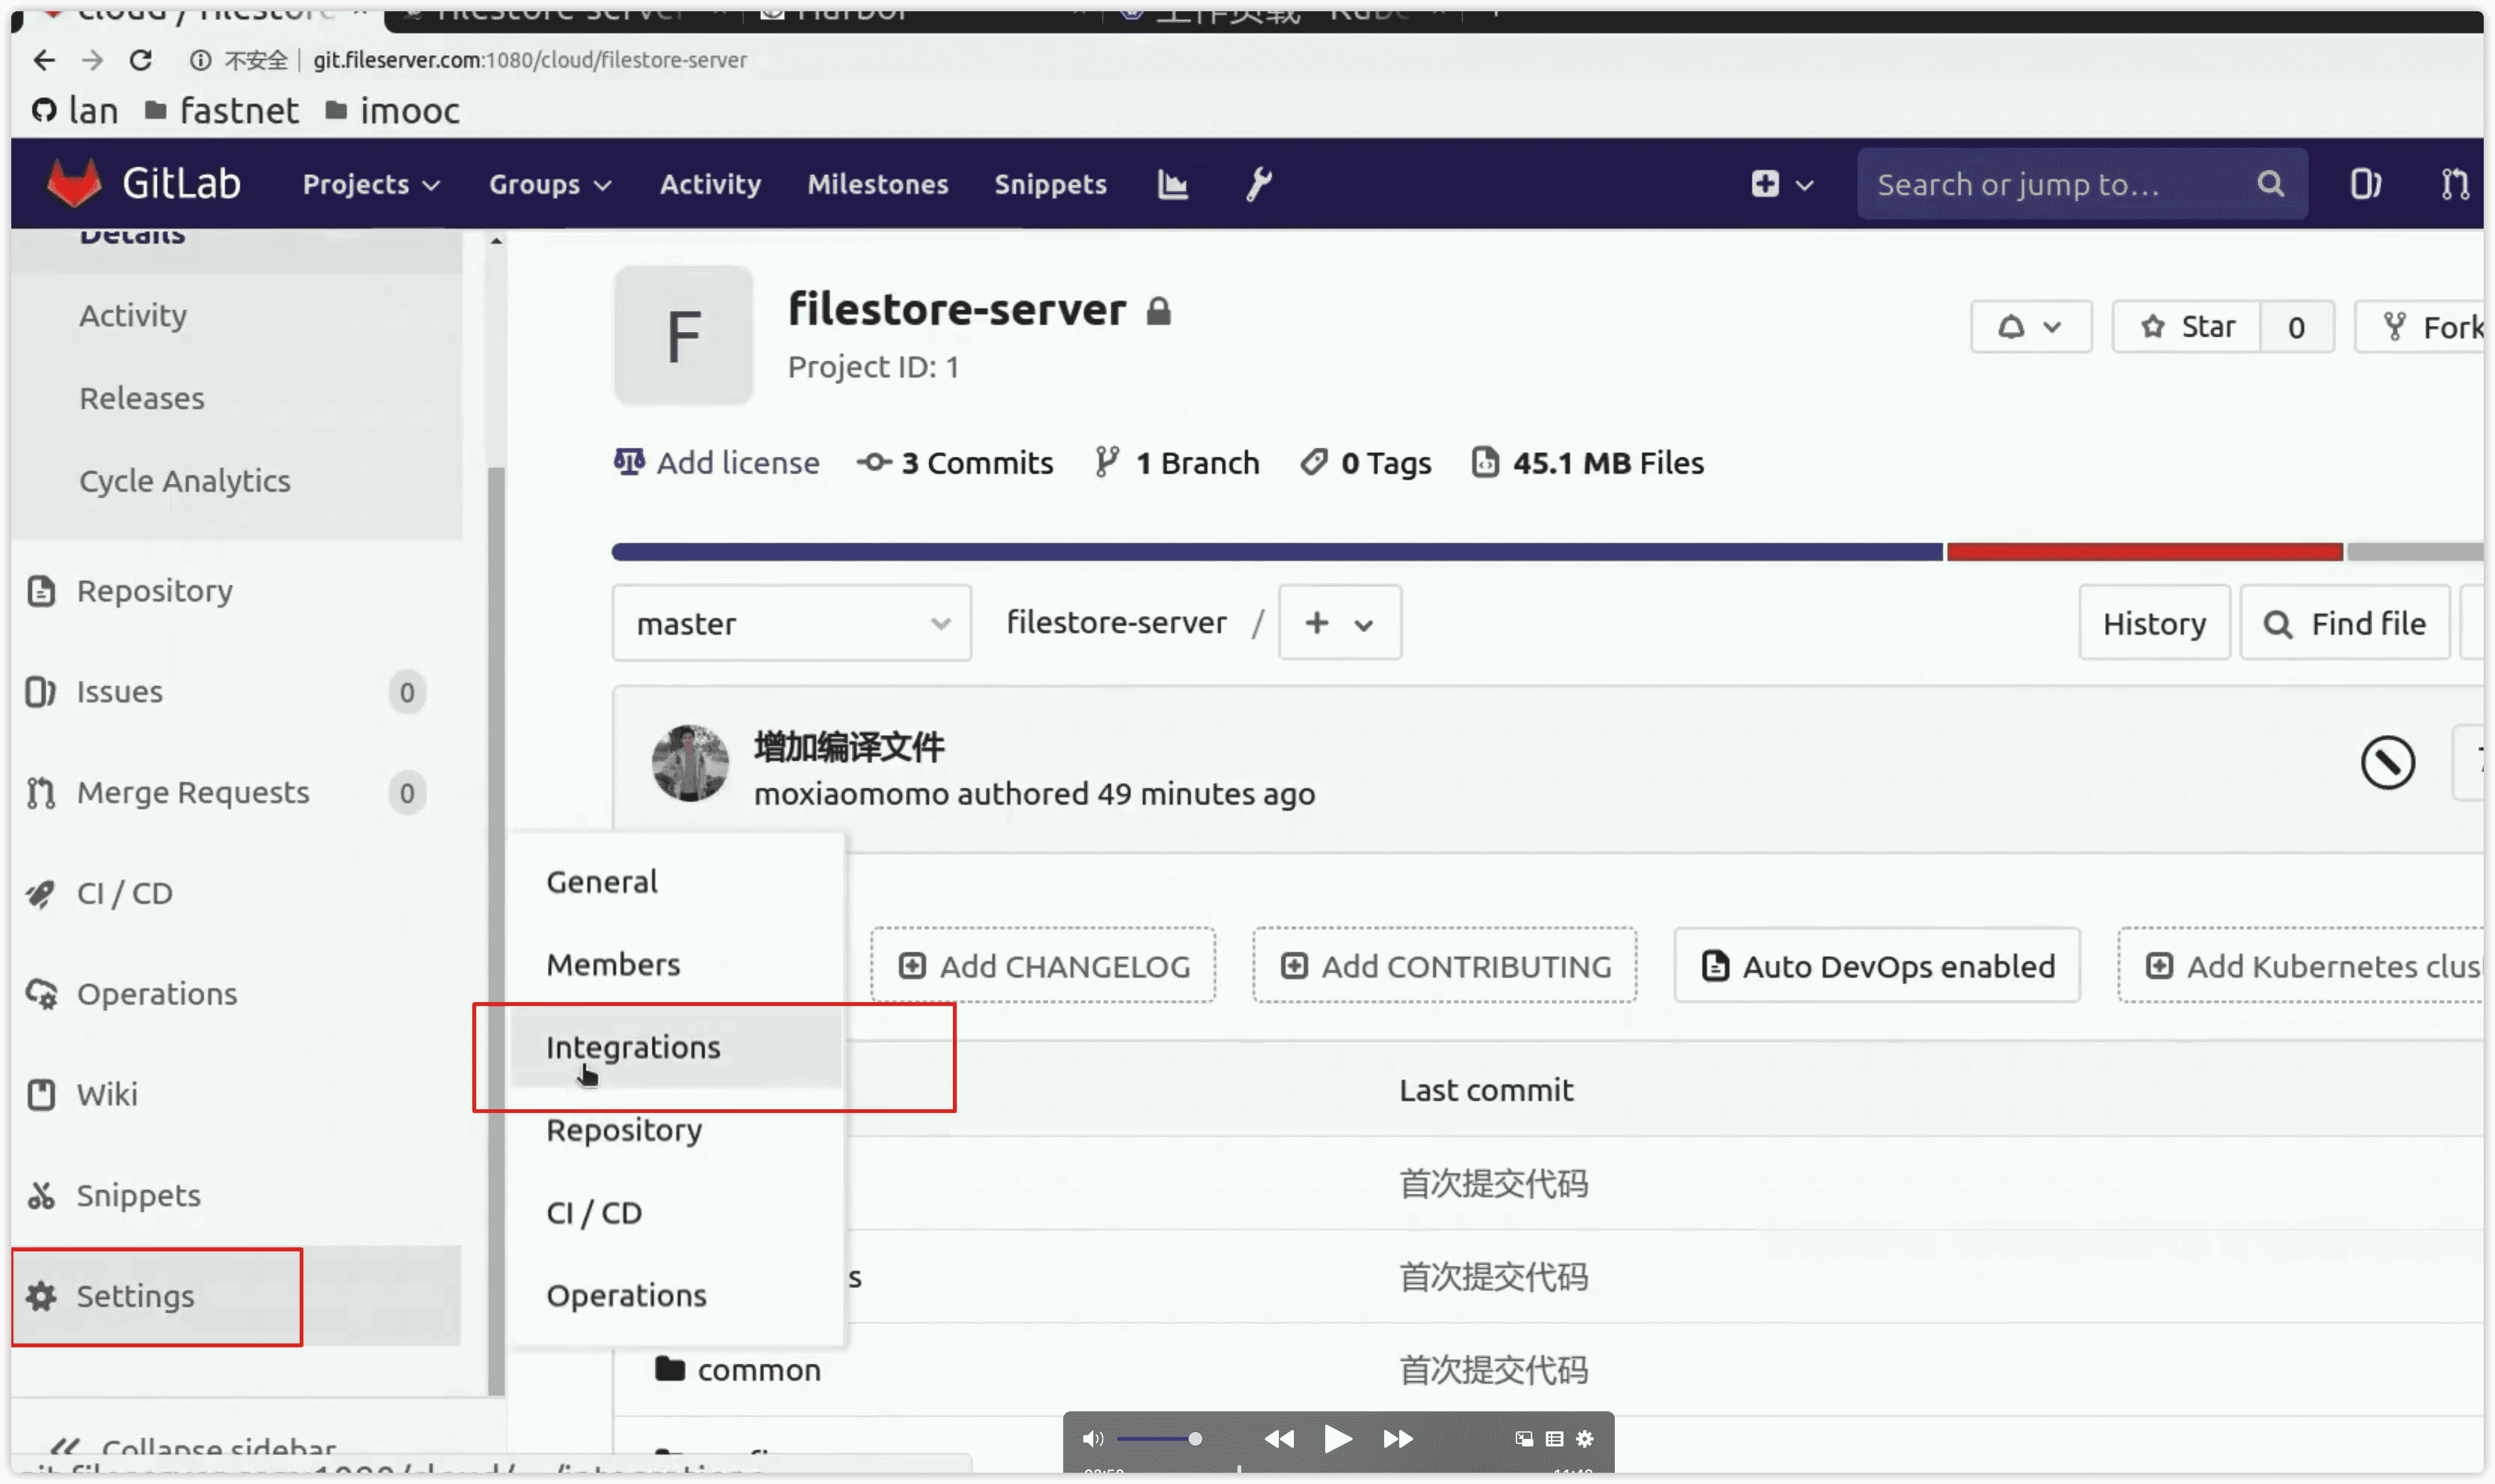 cloud / filestore
filestore-server
Harbor
工作负载 - Kube
不安全 | git.fileserver.com:1080/cloud/filestore-server
lan fastnet imooc
GitLab Projects Groups Activity Milestones Snippets Search or jump to...
Details
Activity
Releases
Cycle Analytics
Repository
Issues 0
Merge Requests 0
CI / CD
Operations
Wiki
Snippets
Settings
Collapse sidebar
General
Members
Integrations
Repository
CI / CD
Operations
F
filestore-server
Project ID: 1
Star 0 Fork
Add license 3 Commits 1 Branch 0 Tags 45.1 MB Files
master filestore-server / + History Find file
增加编译文件
moxiaomomo authored 49 minutes ago
Add CHANGELOG Add CONTRIBUTING Auto DevOps enabled Add Kubernetes clus
Last commit
首次提交代码
s 首次提交代码
common 首次提交代码